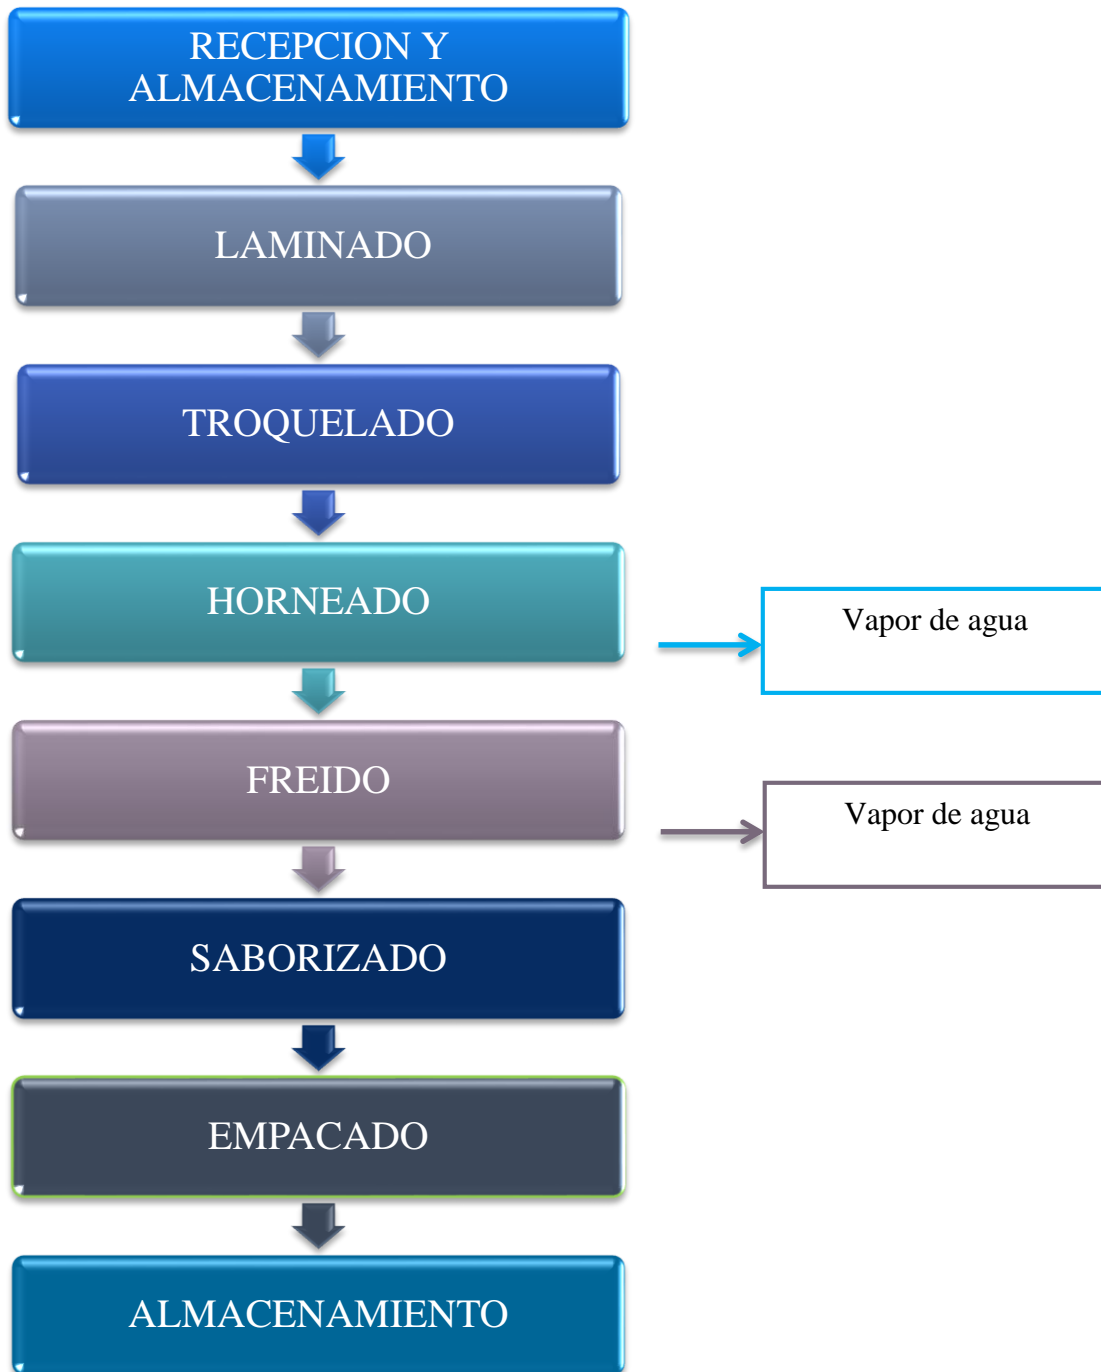 RECEPCION Y
ALMACENAMIENTO
LAMINADO
TROQUELADO
HORNEADO
Vapor de agua
FREIDO
Vapor de agua
SABORIZADO
EMPACADO
ALMACENAMIENTO